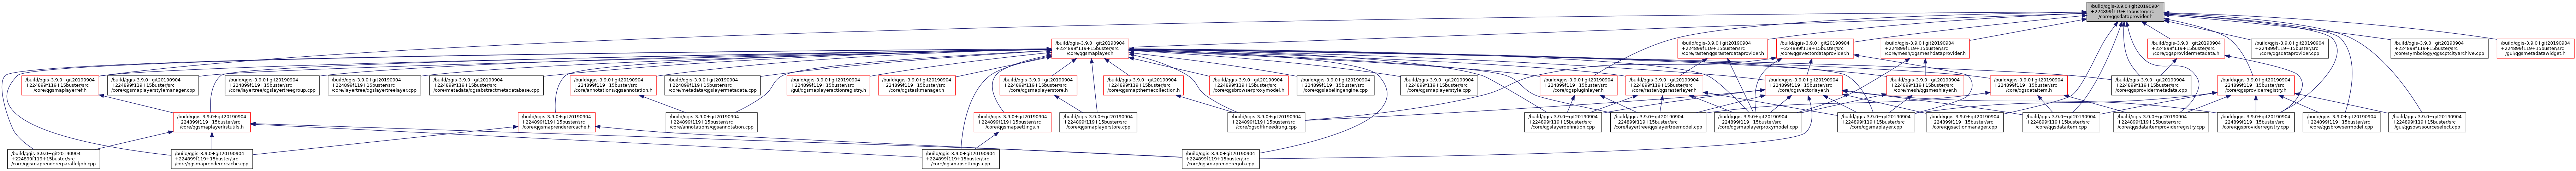 /build/qgis-3.9.0+git20190904
+224899f119+15buster/src
/core/qgsdataprovider.h
/build/qgis-3.9.0+git20190904
+224899f119+15buster/src
/core/qgsmaplayer.h
/build/qgis-3.9.0+git20190904
+224899f119+15buster/src
/core/raster/qgsrasterdataprovider.h
/build/qgis-3.9.0+git20190904
+224899f119+15buster/src
/core/qgsvectordataprovider.h
/build/qgis-3.9.0+git20190904
+224899f119+15buster/src
/core/mesh/qgsmeshdataprovider.h
/build/qgis-3.9.0+git20190904
+224899f119+15buster/src
/core/qgsprovidermetadata.h
/build/qgis-3.9.0+git20190904
+224899f119+15buster/src
/core/qgsdataprovider.cpp
/build/qgis-3.9.0+git20190904
+224899f119+15buster/src
/core/symbology/qgscptcityarchive.cpp
/build/qgis-3.9.0+git20190904
+224899f119+15buster/src
/gui/qgsmetadatawidget.h
/build/qgis-3.9.0+git20190904
+224899f119+15buster/src
/core/qgsmaplayerref.h
/build/qgis-3.9.0+git20190904
+224899f119+15buster/src
/core/qgsmaplayerstylemanager.cpp
/build/qgis-3.9.0+git20190904
+224899f119+15buster/src
/core/layertree/qgslayertreegroup.cpp
/build/qgis-3.9.0+git20190904
+224899f119+15buster/src
/core/layertree/qgslayertreelayer.cpp
/build/qgis-3.9.0+git20190904
+224899f119+15buster/src
/core/metadata/qgsabstractmetadatabase.cpp
/build/qgis-3.9.0+git20190904
+224899f119+15buster/src
/core/annotations/qgsannotation.h
/build/qgis-3.9.0+git20190904
+224899f119+15buster/src
/core/metadata/qgslayermetadata.cpp
/build/qgis-3.9.0+git20190904
+224899f119+15buster/src
/gui/qgsmaplayeractionregistry.h
/build/qgis-3.9.0+git20190904
+224899f119+15buster/src
/core/qgstaskmanager.h
/build/qgis-3.9.0+git20190904
+224899f119+15buster/src
/core/qgsmaplayerstore.h
/build/qgis-3.9.0+git20190904
+224899f119+15buster/src
/core/qgsmapthemecollection.h
/build/qgis-3.9.0+git20190904
+224899f119+15buster/src
/core/qgsbrowserproxymodel.h
/build/qgis-3.9.0+git20190904
+224899f119+15buster/src
/core/qgslabelingengine.cpp
/build/qgis-3.9.0+git20190904
+224899f119+15buster/src
/core/qgsmaplayerstyle.cpp
/build/qgis-3.9.0+git20190904
+224899f119+15buster/src
/core/qgspluginlayer.h
/build/qgis-3.9.0+git20190904
+224899f119+15buster/src
/core/raster/qgsrasterlayer.h
/build/qgis-3.9.0+git20190904
+224899f119+15buster/src
/core/qgsvectorlayer.h
/build/qgis-3.9.0+git20190904
+224899f119+15buster/src
/core/mesh/qgsmeshlayer.h
/build/qgis-3.9.0+git20190904
+224899f119+15buster/src
/core/qgsdataitem.h
/build/qgis-3.9.0+git20190904
+224899f119+15buster/src
/core/qgsprovidermetadata.cpp
/build/qgis-3.9.0+git20190904
+224899f119+15buster/src
/core/qgsproviderregistry.h
/build/qgis-3.9.0+git20190904
+224899f119+15buster/src
/core/qgsmaplayerlistutils.h
/build/qgis-3.9.0+git20190904
+224899f119+15buster/src
/core/qgsmaprenderercache.h
/build/qgis-3.9.0+git20190904
+224899f119+15buster/src
/core/annotations/qgsannotation.cpp
/build/qgis-3.9.0+git20190904
+224899f119+15buster/src
/core/qgsmapsettings.h
/build/qgis-3.9.0+git20190904
+224899f119+15buster/src
/core/qgsmaplayerstore.cpp
/build/qgis-3.9.0+git20190904
+224899f119+15buster/src
/core/qgsofflineediting.cpp
/build/qgis-3.9.0+git20190904
+224899f119+15buster/src
/core/qgslayerdefinition.cpp
/build/qgis-3.9.0+git20190904
+224899f119+15buster/src
/core/layertree/qgslayertreemodel.cpp
/build/qgis-3.9.0+git20190904
+224899f119+15buster/src
/core/qgsmaplayerproxymodel.cpp
/build/qgis-3.9.0+git20190904
+224899f119+15buster/src
/core/qgsmaplayer.cpp
/build/qgis-3.9.0+git20190904
+224899f119+15buster/src
/core/qgsactionmanager.cpp
/build/qgis-3.9.0+git20190904
+224899f119+15buster/src
/core/qgsdataitem.cpp
/build/qgis-3.9.0+git20190904
+224899f119+15buster/src
/core/qgsdataitemproviderregistry.cpp
/build/qgis-3.9.0+git20190904
+224899f119+15buster/src
/core/qgsproviderregistry.cpp
/build/qgis-3.9.0+git20190904
+224899f119+15buster/src
/core/qgsbrowsermodel.cpp
/build/qgis-3.9.0+git20190904
+224899f119+15buster/src
/gui/qgsowssourceselect.cpp
/build/qgis-3.9.0+git20190904
+224899f119+15buster/src
/core/qgsmaprendererparalleljob.cpp
/build/qgis-3.9.0+git20190904
+224899f119+15buster/src
/core/qgsmaprenderercache.cpp
/build/qgis-3.9.0+git20190904
+224899f119+15buster/src
/core/qgsmapsettings.cpp
/build/qgis-3.9.0+git20190904
+224899f119+15buster/src
/core/qgsmaprendererjob.cpp